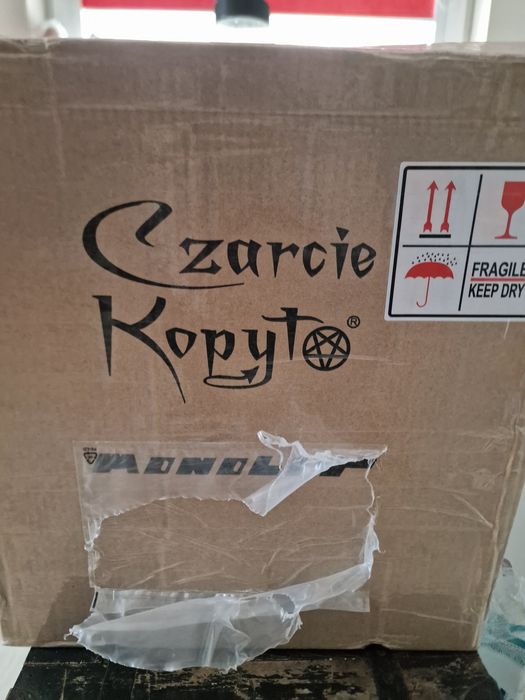 Czarcie
Kopyto®
FRAGILE
KEEP DRY